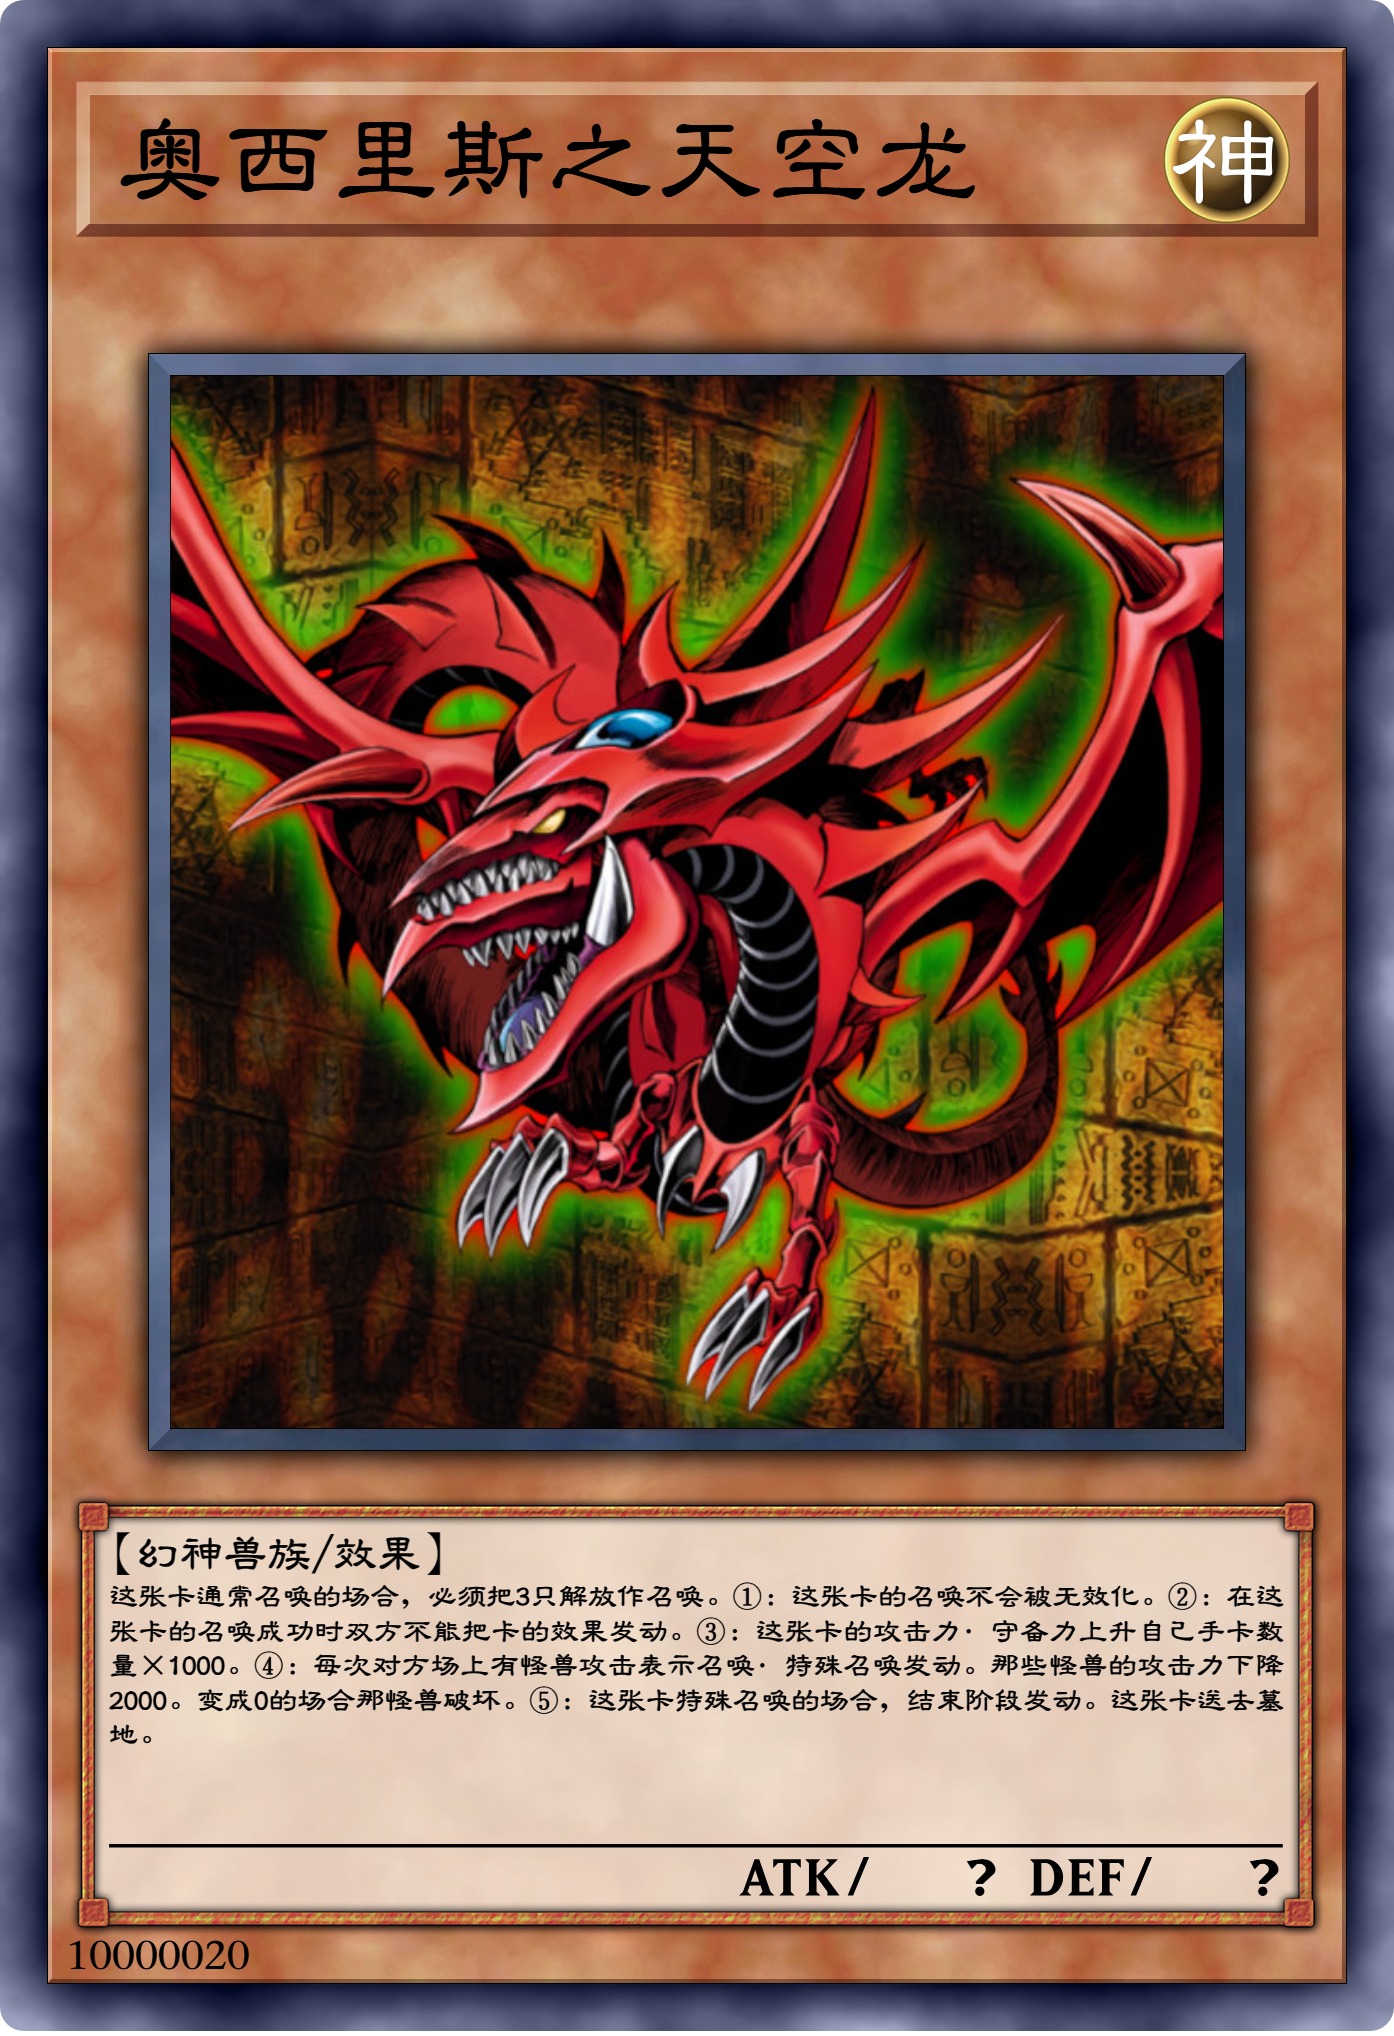 奥西里斯之天空龙
神
【幻神兽族/效果】
这张卡通常召唤的场合，必须把3只解放作召唤。①：这张卡的召唤不会被无效化。②：在这
张卡的召唤成功时双方不能把卡的效果发动。③：这张卡的攻击力·守备力上升自己手卡数
量×1000。④：每次对方场上有怪兽攻击表示召唤·特殊召唤发动。那些怪兽的攻击力下降
2000。变成0的场合那怪兽破坏。⑤：这张卡特殊召唤的场合，结束阶段发动。这张卡送去墓
地。
ATK/ ? DEF/ ?
10000020